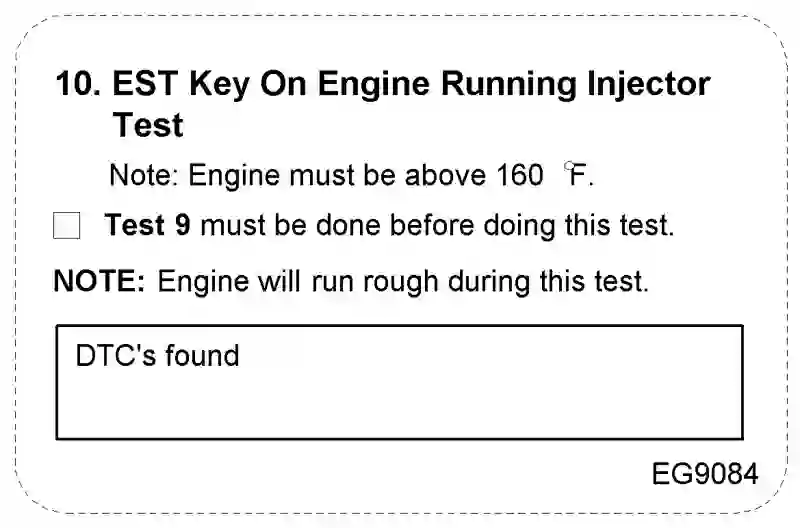 10. EST Key On Engine Running Injector
Test
Note: Engine must be above 160 °F.
Test 9 must be done before doing this test.
NOTE: Engine will run rough during this test.
DTC's found
EG9084